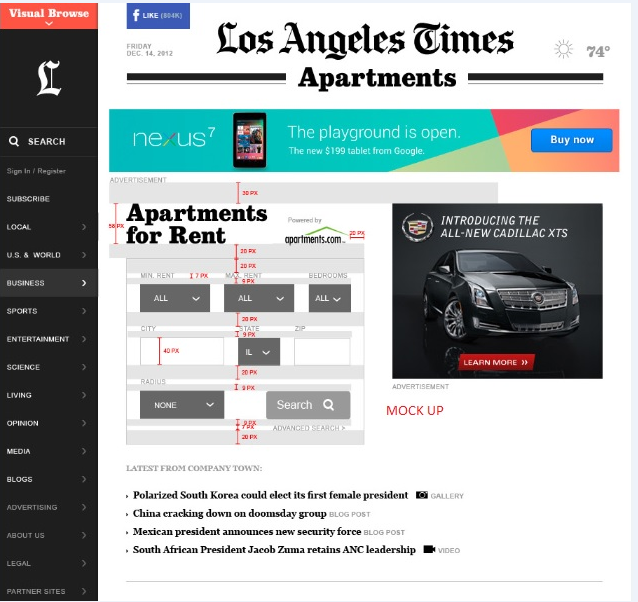 Visual Browse
LIKE (804K)
FRIDAY
DEC. 14, 2012
Los Angeles Times
Apartments
74°
L
SEARCH
Sign In / Register
SUBSCRIBE
LOCAL
U.S. & WORLD
BUSINESS
SPORTS
ENTERTAINMENT
SCIENCE
LIVING
OPINION
MEDIA
BLOGS
ADVERTISING
ABOUT US
LEGAL
PARTNER SITES
nexus 7
The playground is open.
The new $199 tablet from Google.
Buy now
ADVERTISEMENT
30 PX
58 PX
Apartments
for Rent
Powered by
apartments.com
20 PX
20 PX
20 PX
MIN. RENT
7 PX
MAX. RENT
BEDROOMS
9 PX
ALL
ALL
ALL
20 PX
CITY
STATE
ZIP
9 PX
40 PX
IL
20 PX
RADIUS
9 PX
NONE
Search
9 PX
7 PX
ADVANCED SEARCH >
20 PX
INTRODUCING THE
ALL-NEW CADILLAC XTS
LEARN MORE »
ADVERTISEMENT
MOCK UP
LATEST FROM COMPANY TOWN:
Polarized South Korea could elect its first female president GALLERY
China cracking down on doomsday group BLOG POST
Mexican president announces new security force BLOG POST
South African President Jacob Zuma retains ANC leadership VIDEO